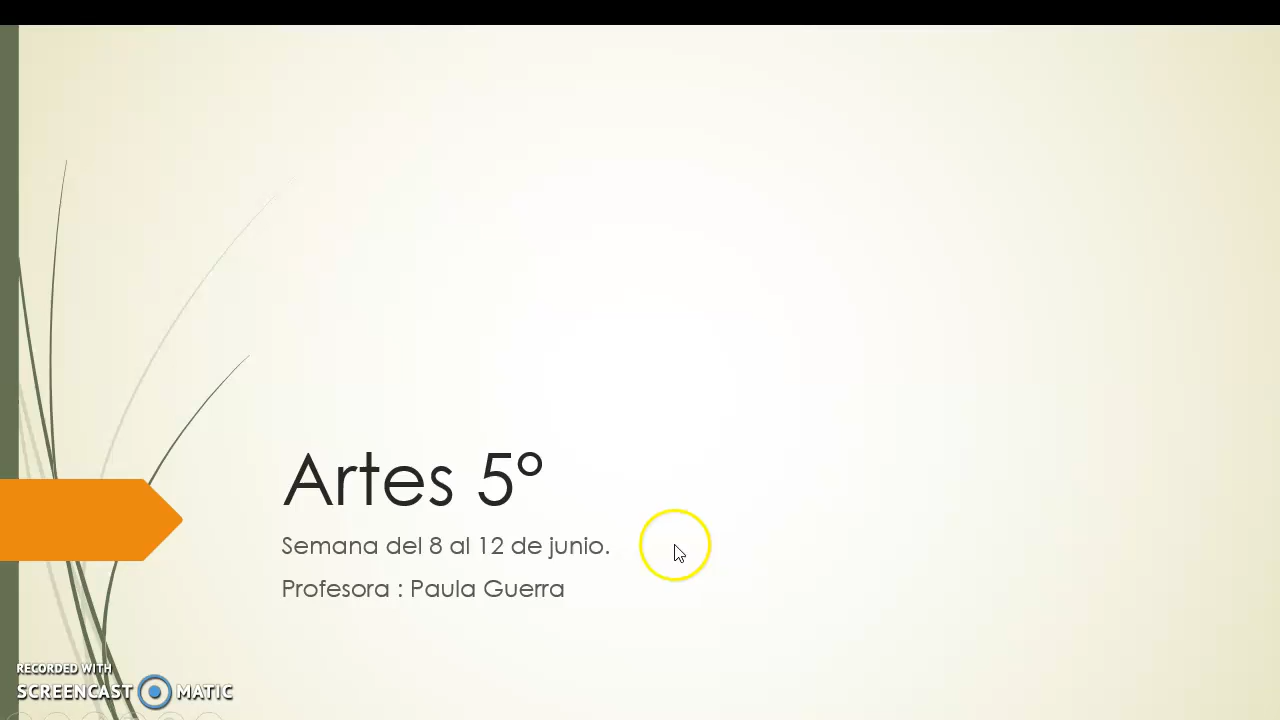 Artes 5°
Semana del 8 al 12 de junio.
Profesora : Paula Guerra
RECORDED WITH
SCREENCAST MATIC